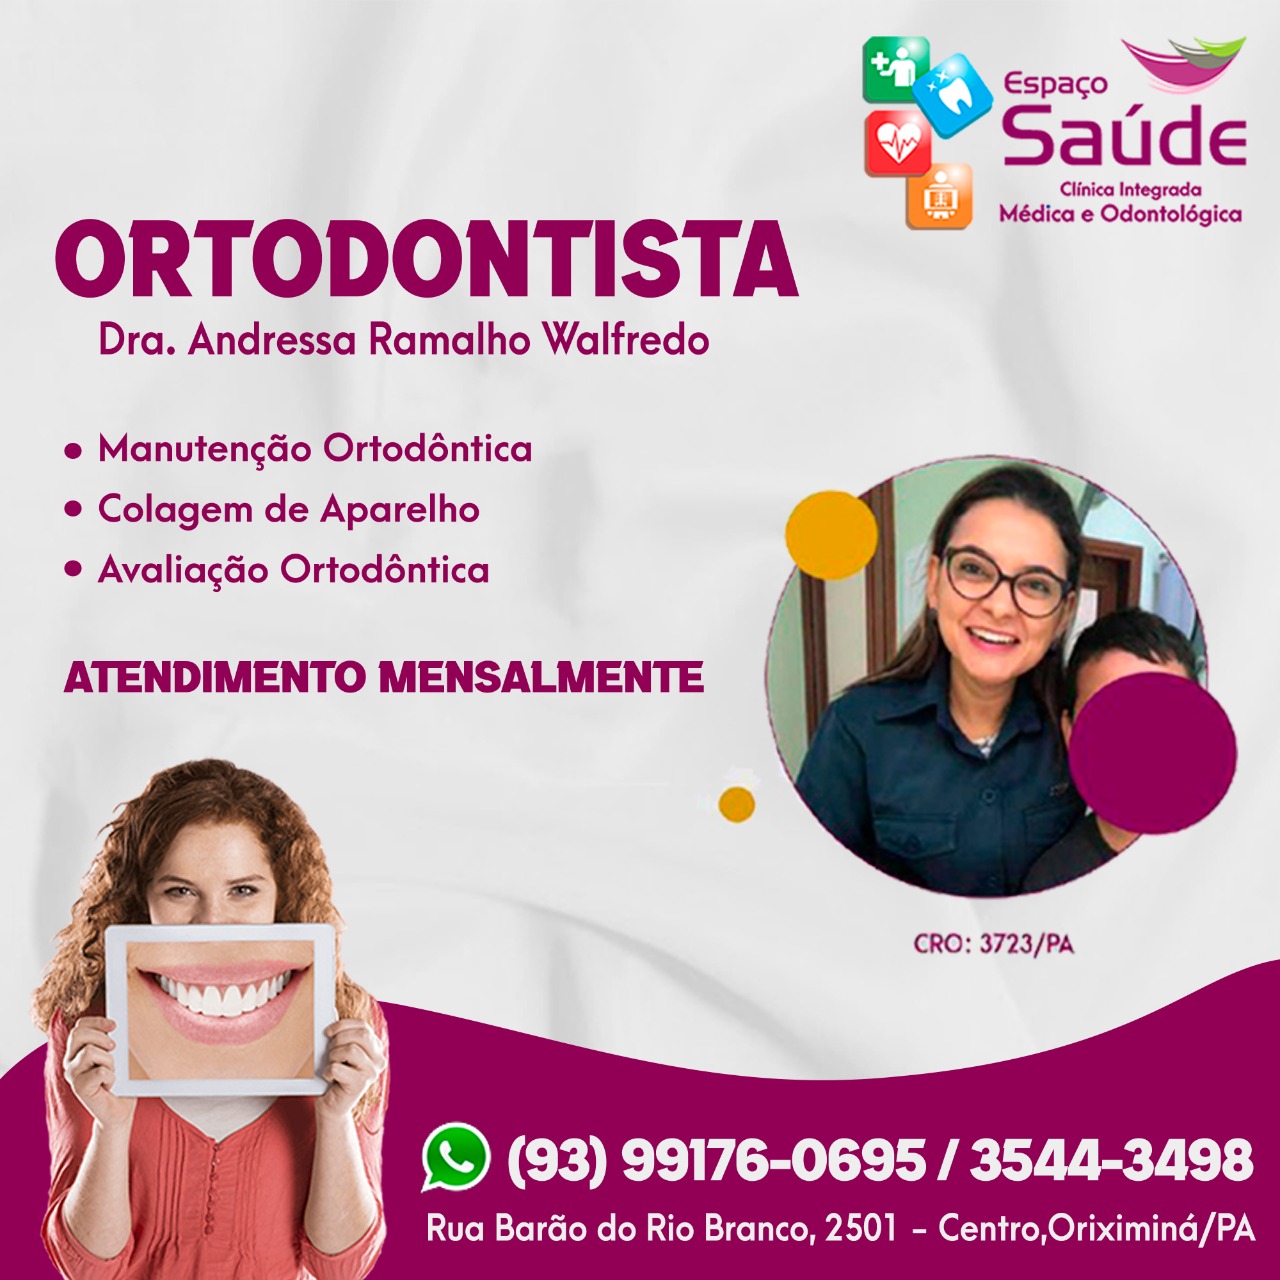 Espaço
Saúde
Clínica Integrada
Médica e Odontológica
ORTODONTISTA
Dra. Andressa Ramalho Walfredo
• Manutenção Ortodôntica
• Colagem de Aparelho
• Avaliação Ortodôntica
ATENDIMENTO MENSALMENTE
CRO: 3723/PA
(93) 99176-0695 / 3544-3498
Rua Barão do Rio Branco, 2501 - Centro,Oriximiná/PA